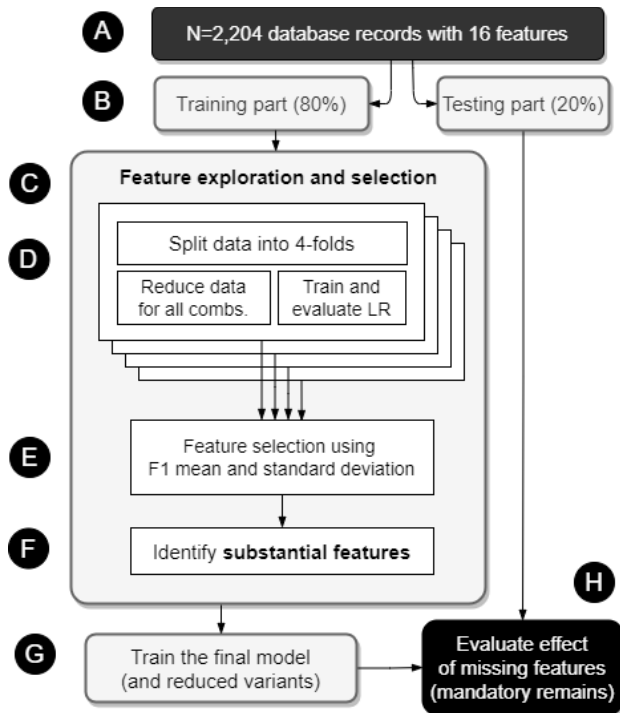 A
N=2,204 database records with 16 features
B
Training part (80%)
Testing part (20%)
C
Feature exploration and selection
D
Split data into 4-folds
Reduce data
for all combs.
Train and
evaluate LR
E
Feature selection using
F1 mean and standard deviation
F
Identify substantial features
H
G
Train the final model
(and reduced variants)
Evaluate effect
of missing features
(mandatory remains)